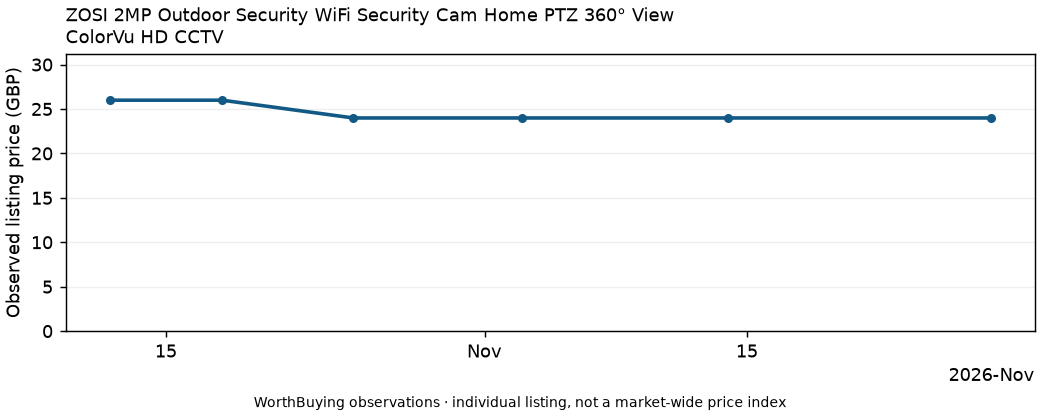 ZOSI 2MP Outdoor Security WiFi Security Cam Home PTZ 360° View
ColorVu HD CCTV
Observed listing price (GBP)
30
25
20
15
10
5
0
15
Nov
15
2026-Nov
WorthBuying observations · individual listing, not a market-wide price index